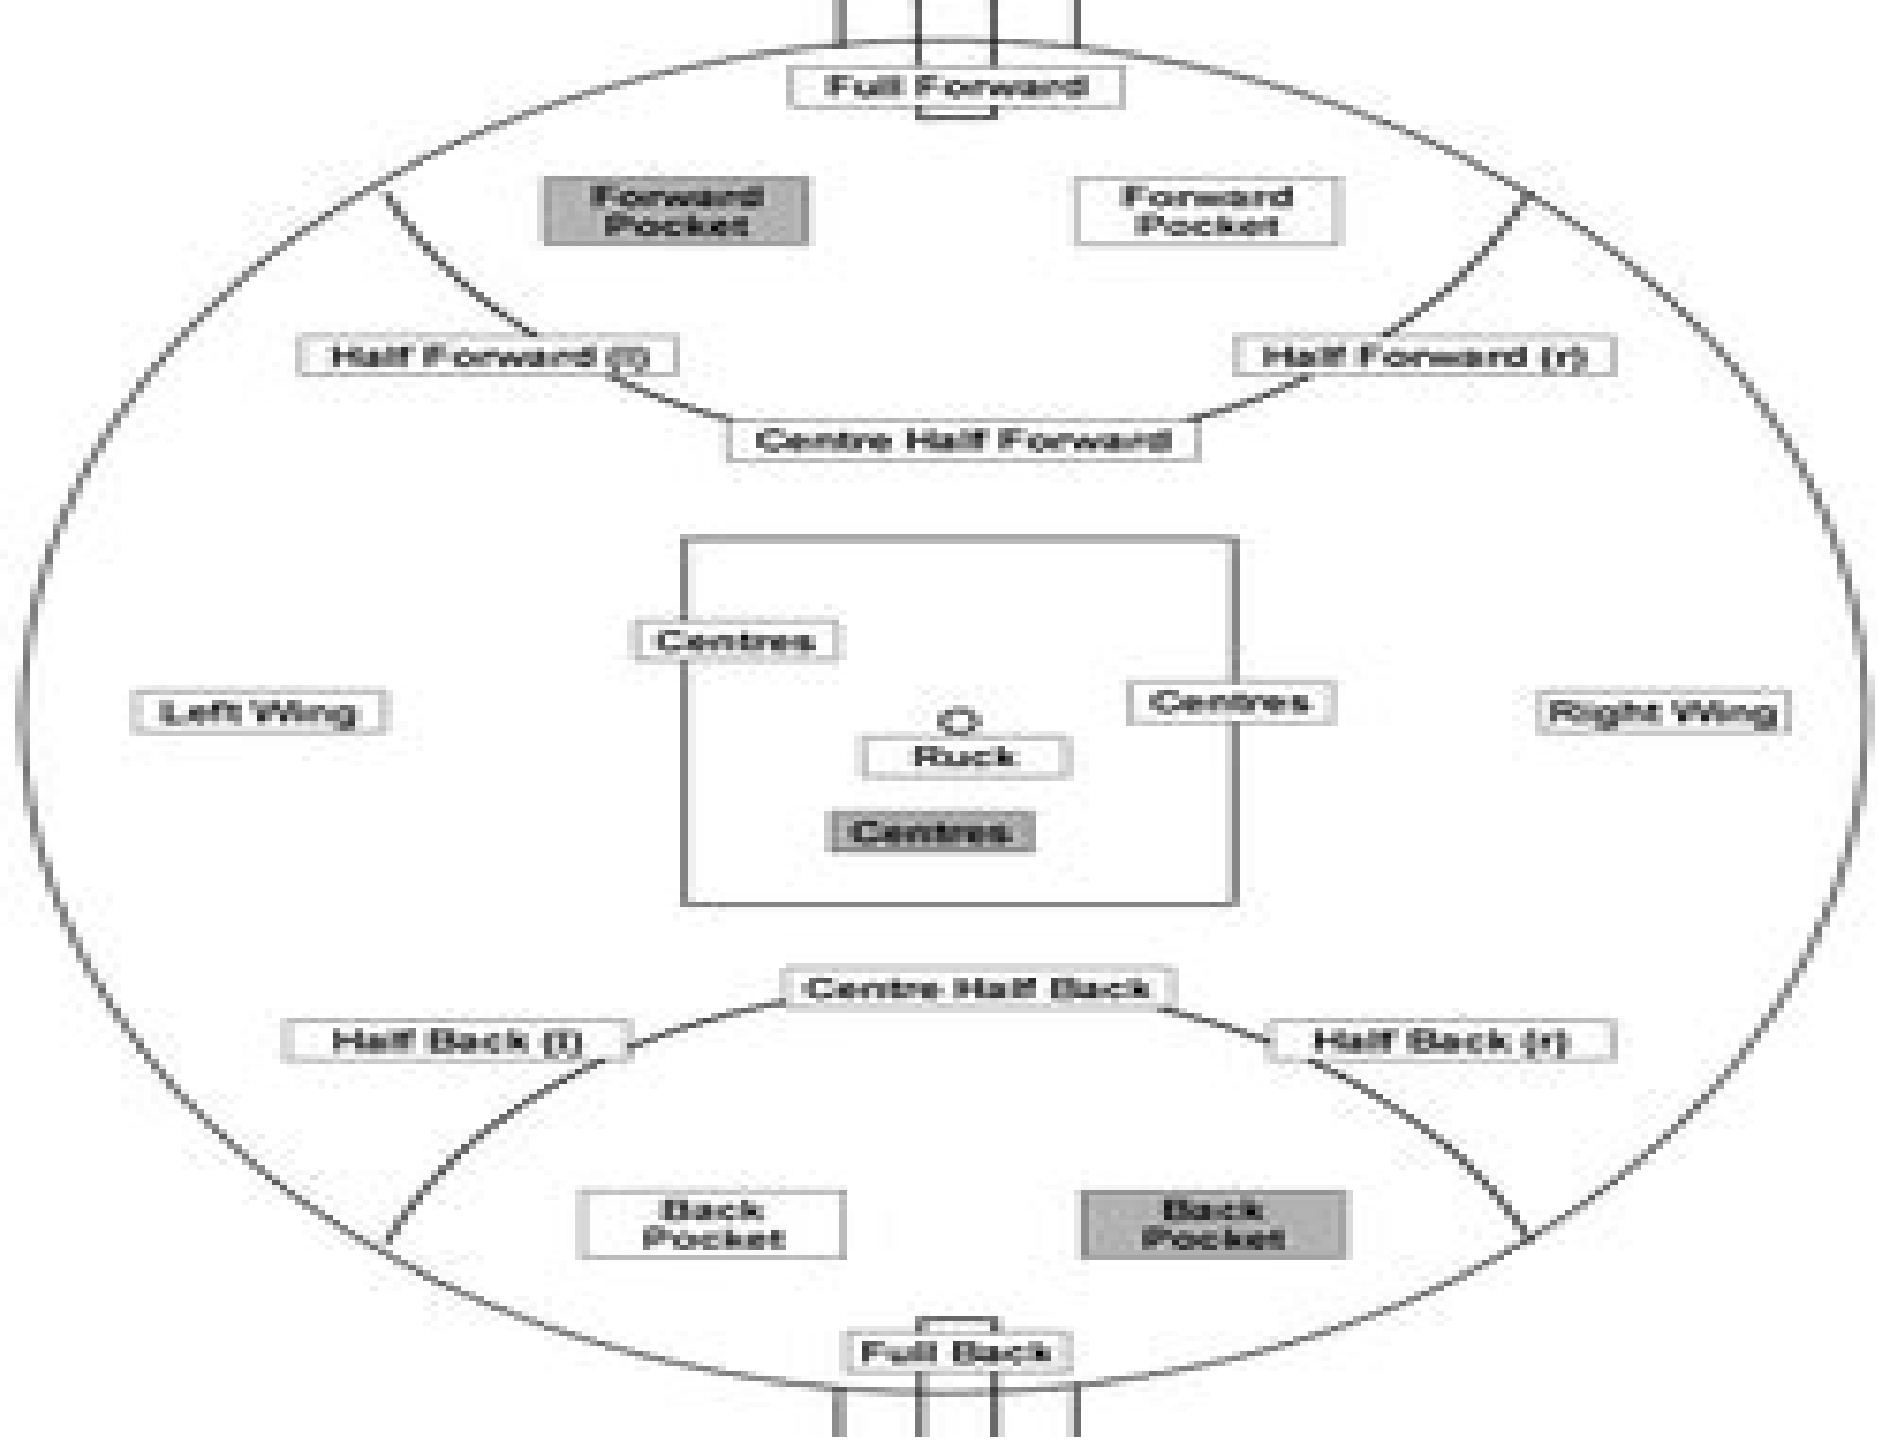 Full Forward
Forward
Pocket
Forward
Pocket
Half Forward (l)
Half Forward (r)
Centre Half Forward
Centres
Centres
Left Wing
Right Wing
Ruck
Centres
Centre Half Back
Half Back (l)
Half Back (r)
Back
Pocket
Back
Pocket
Full Back